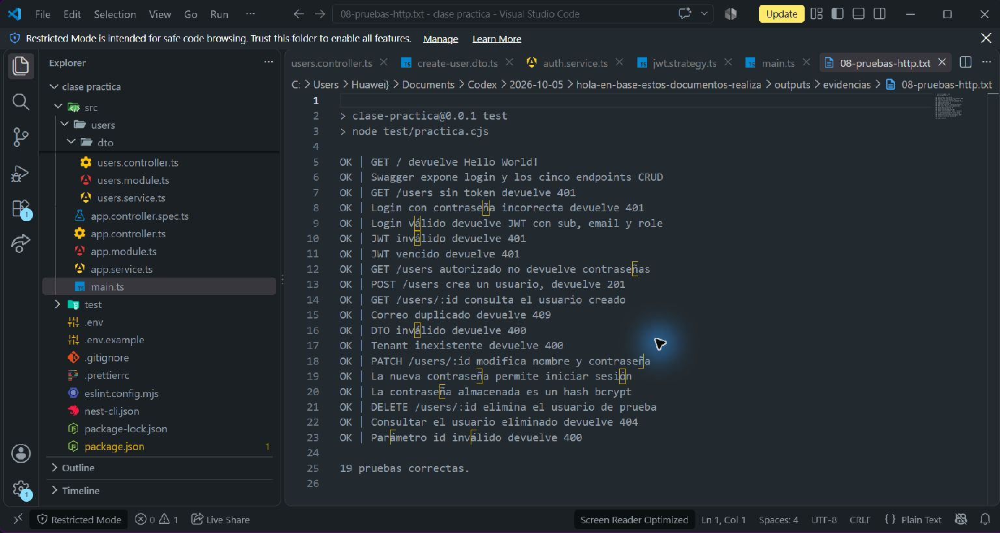 File Edit Selection View Go Run ··· 08-pruebas-http.txt - clase practica - Visual Studio Code Update
Restricted Mode is intended for safe code browsing. Trust this folder to enable all features. Manage Learn More
Explorer ···
clase practica
src
users
dto
users.controller.ts
users.module.ts
users.service.ts
app.controller.spec.ts
app.controller.ts
app.module.ts
app.service.ts
TS main.ts
test
.env
.env.example
.gitignore
.prettierrc
eslint.config.mjs
nest-cli.json
package-lock.json
package.json 1
Outline
Timeline
1
1
users.controller.ts TS create-user.dto.ts auth.service.ts TS jwt.strategy.ts TS main.ts 08-pruebas-http.txt ···
C: > Users > Huawei} > Documents > Codex > 2026-10-05 > hola-en-base-estos-documentos-realiza > outputs > evidencias > 08-pruebas-http.txt
1
2 > clase-practica@0.0.1 test
3 > node test/practica.cjs
4
5 OK | GET / devuelve Hello World!
6 OK | Swagger expone login y los cinco endpoints CRUD
7 OK | GET /users sin token devuelve 401
8 OK | Login con contraseña incorrecta devuelve 401
9 OK | Login válido devuelve JWT con sub, email y role
10 OK | JWT inválido devuelve 401
11 OK | JWT vencido devuelve 401
12 OK | GET /users autorizado no devuelve contraseñas
13 OK | POST /users crea un usuario, devuelve 201
14 OK | GET /users/:id consulta el usuario creado
15 OK | Correo duplicado devuelve 409
16 OK | DTO inválido devuelve 400
17 OK | Tenant inexistente devuelve 400
18 OK | PATCH /users/:id modifica nombre y contraseña
19 OK | La nueva contraseña permite iniciar sesión
20 OK | La contraseña almacenada es un hash bcrypt
21 OK | DELETE /users/:id elimina el usuario de prueba
22 OK | Consultar el usuario eliminado devuelve 404
23 OK | Parámetro id inválido devuelve 400
24
25 19 pruebas correctas.
26
Restricted Mode 0 1 Live Share Screen Reader Optimized Ln 1, Col 1 Spaces: 4 UTF-8 CRLF {} Plain Text